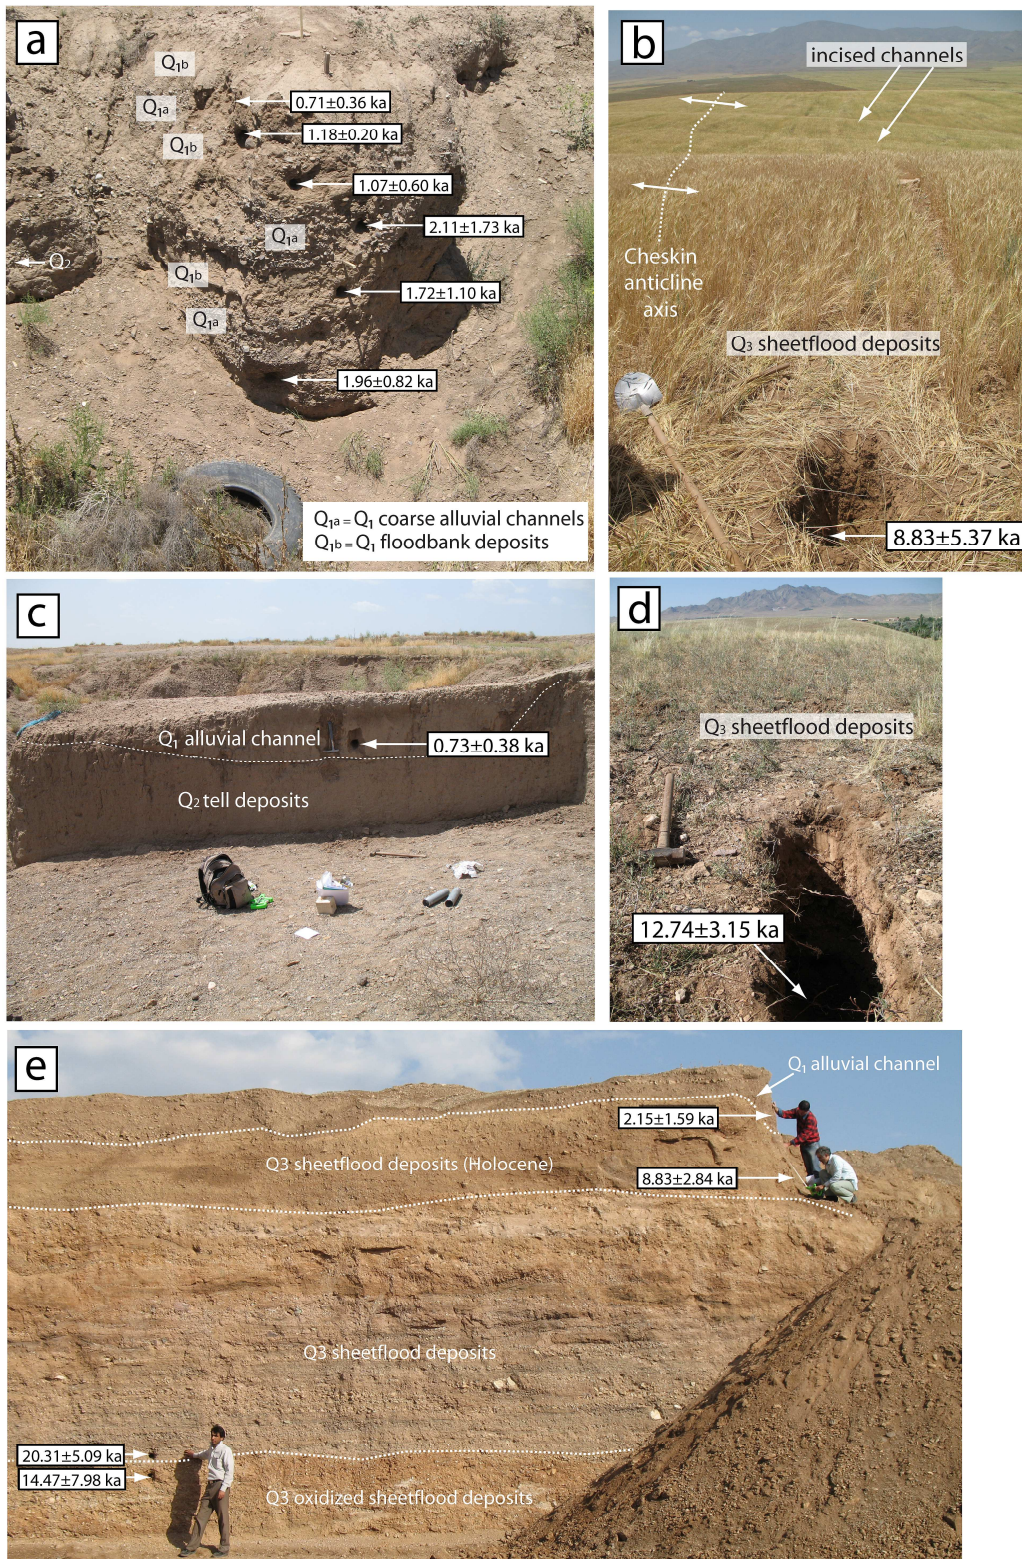 a
Q1b
Q1a
0.71±0.36 ka
1.18±0.20 ka
Q1b
1.07±0.60 ka
2.11±1.73 ka
Q1a
Q2
Q1b
1.72±1.10 ka
Q1a
1.96±0.82 ka
Q1a = Q1 coarse alluvial channels
Q1b = Q1 floodbank deposits
b
incised channels
Cheskin
anticline
axis
Q3 sheetflood deposits
8.83±5.37 ka
c
Q1 alluvial channel
0.73±0.38 ka
Q2 tell deposits
d
Q3 sheetflood deposits
12.74±3.15 ka
e
Q1 alluvial channel
2.15±1.59 ka
Q3 sheetflood deposits (Holocene)
8.83±2.84 ka
Q3 sheetflood deposits
20.31±5.09 ka
14.47±7.98 ka
Q3 oxidized sheetflood deposits